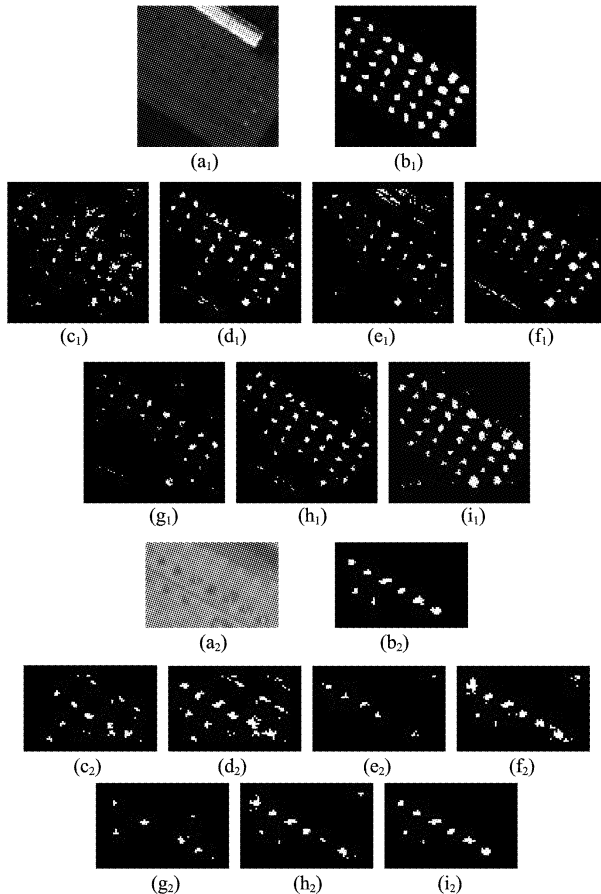 (a₁) (b₁)
(c₁) (d₁) (e₁) (f₁)
(g₁) (h₁) (i₁)
(a₂) (b₂)
(c₂) (d₂) (e₂) (f₂)
(g₂) (h₂) (i₂)